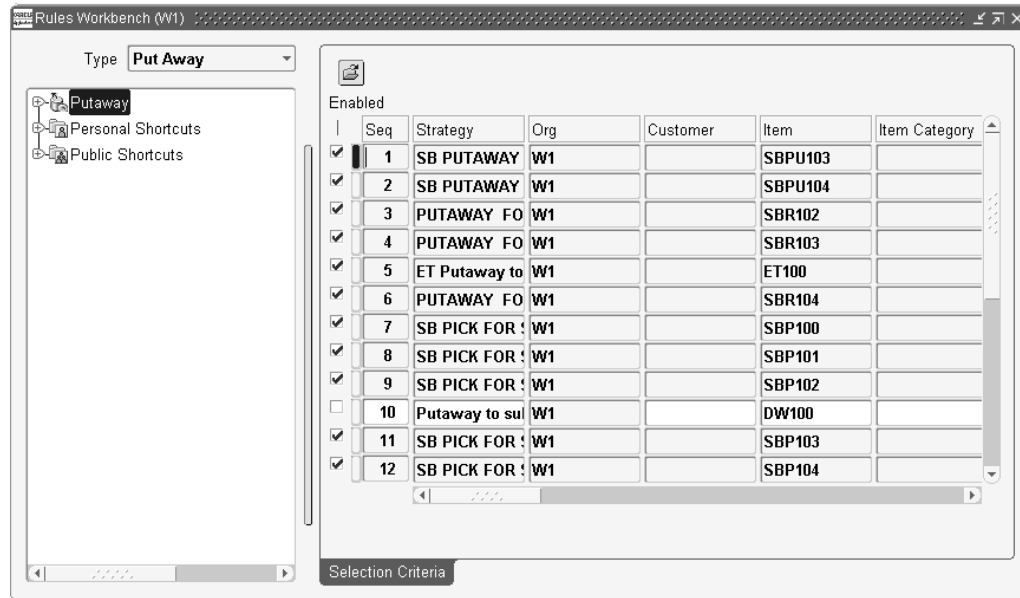 Rules Workbench (W1)
Type Put Away
Putaway
Personal Shortcuts
Public Shortcuts
Enabled
Seq Strategy Org Customer Item Item Category
1 SB PUTAWAY W1 SBPU103
2 SB PUTAWAY W1 SBPU104
3 PUTAWAY FO W1 SBR102
4 PUTAWAY FO W1 SBR103
5 ET Putaway to W1 ET100
6 PUTAWAY FO W1 SBR104
7 SB PICK FOR W1 SBP100
8 SB PICK FOR W1 SBP101
9 SB PICK FOR W1 SBP102
10 Putaway to W1 DW100
11 SB PICK FOR W1 SBP103
12 SB PICK FOR W1 SBP104
Selection Criteria